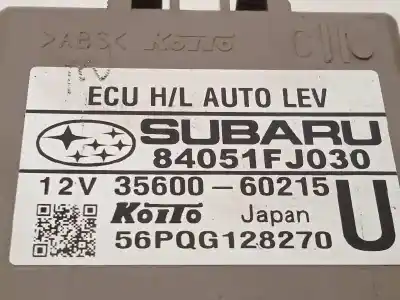 >ABS< KOITO
ECU H/L AUTO LEV
SUBARU
84051FJ030
12V 35600-60215
KOITO Japan U
56PQG128270